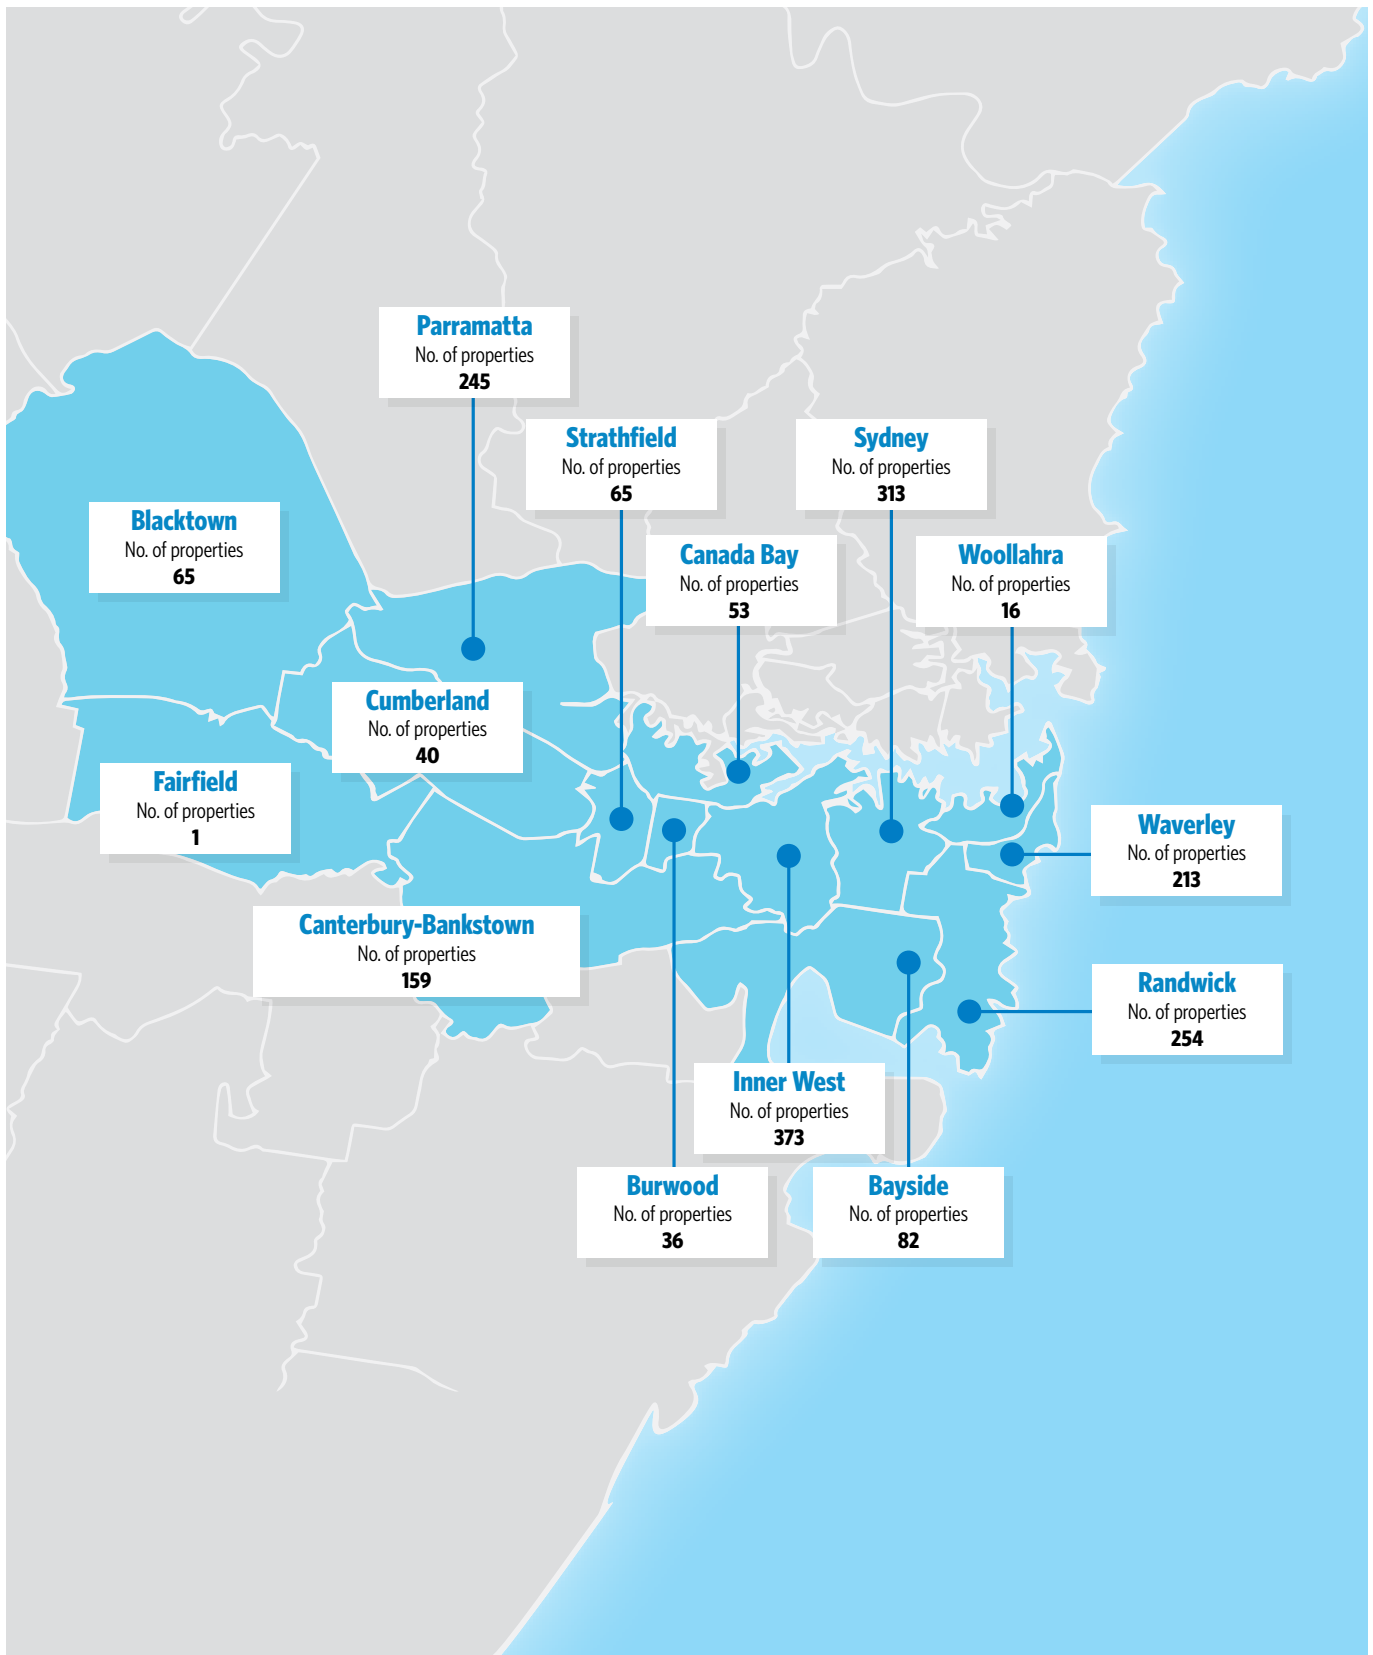 Parramatta
No. of properties
245
Strathfield
No. of properties
65
Sydney
No. of properties
313
Blacktown
No. of properties
65
Canada Bay
No. of properties
53
Woollahra
No. of properties
16
Cumberland
No. of properties
40
Fairfield
No. of properties
1
Waverley
No. of properties
213
Canterbury-Bankstown
No. of properties
159
Randwick
No. of properties
254
Inner West
No. of properties
373
Burwood
No. of properties
36
Bayside
No. of properties
82